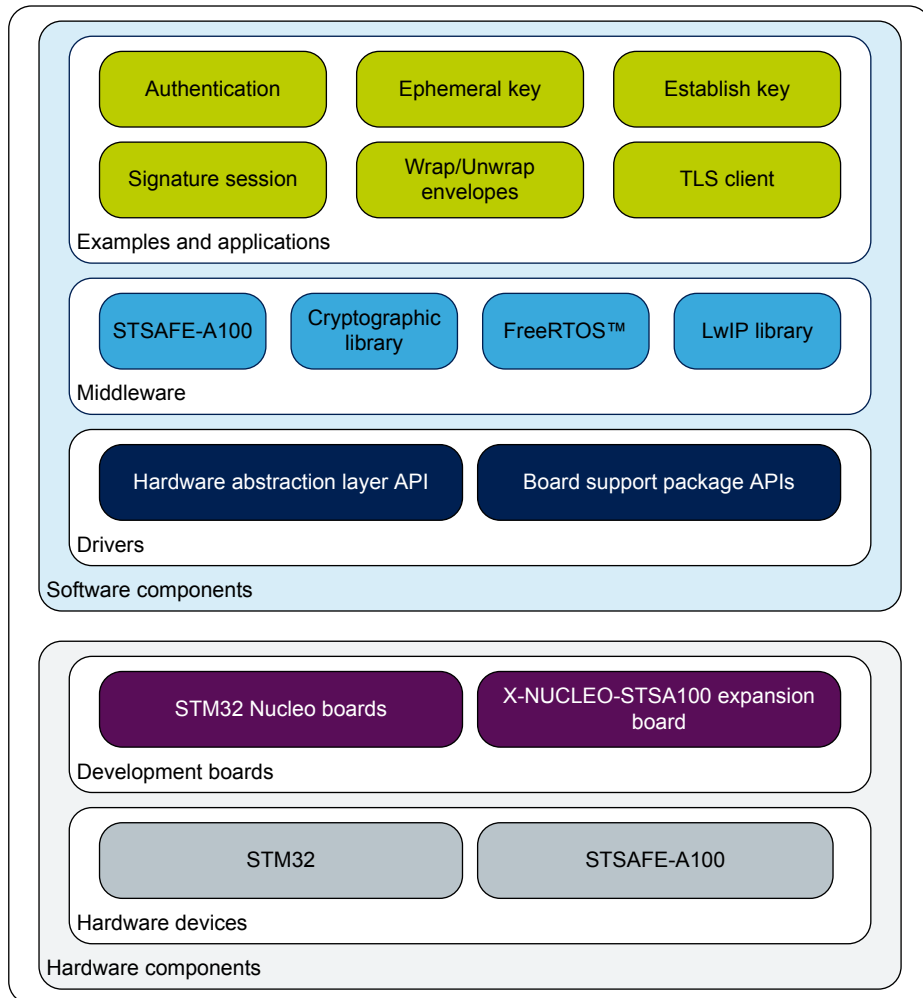 Authentication
Ephemeral key
Establish key
Signature session
Wrap/Unwrap
envelopes
TLS client
Examples and applications
STSAFE-A100
Cryptographic
library
FreeRTOS™
LwIP library
Middleware
Hardware abstraction layer API
Board support package APIs
Drivers
Software components
STM32 Nucleo boards
X-NUCLEO-STSA100 expansion
board
Development boards
STM32
STSAFE-A100
Hardware devices
Hardware components